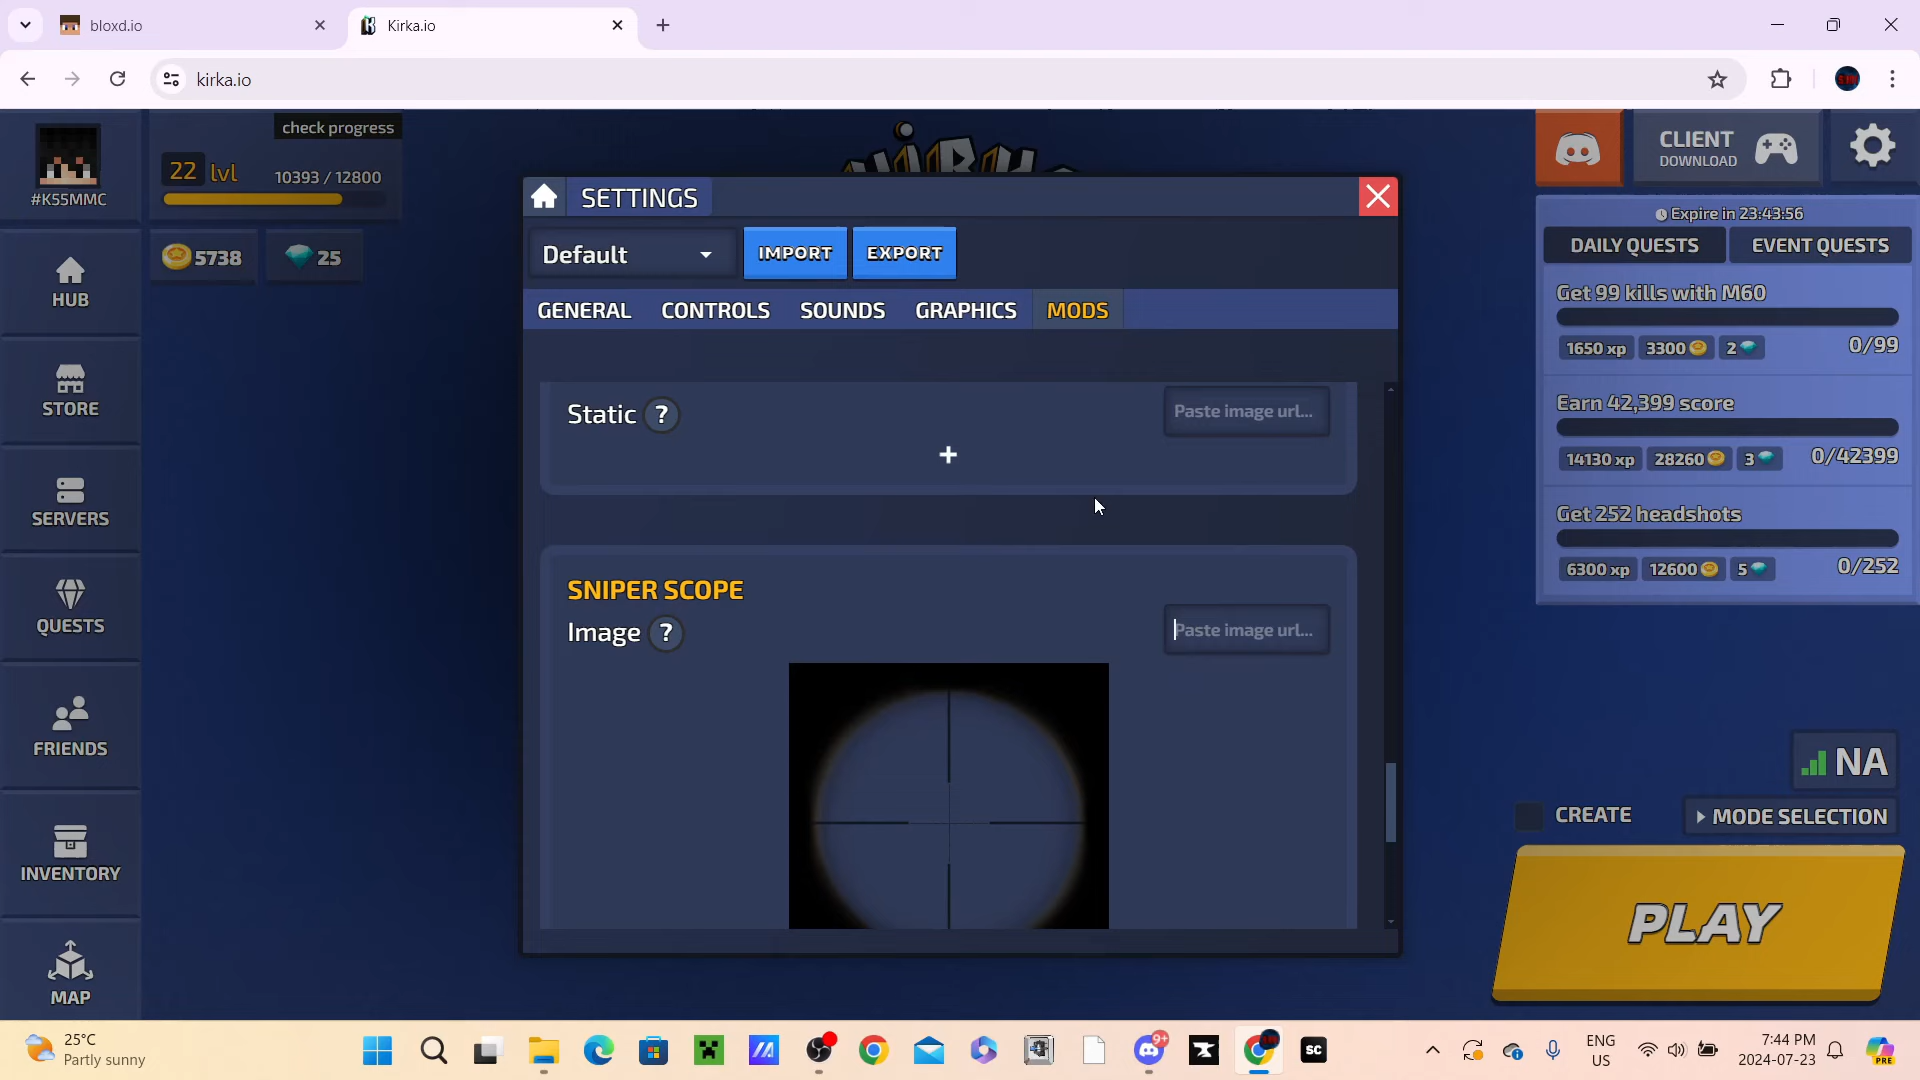 bloxd.io
Kirka.io
kirka.io
check progress
22 lvl
10393 / 12800
#K55MMC
5738
25
HUB
STORE
SERVERS
QUESTS
FRIENDS
INVENTORY
MAP
KIRKA
SETTINGS
Default
IMPORT
EXPORT
GENERAL
CONTROLS
SOUNDS
GRAPHICS
MODS
Static ?
Paste image url...
+
SNIPER SCOPE
Image ?
Paste image url...
CLIENT
DOWNLOAD
Expire in 23:43:56
DAILY QUESTS
EVENT QUESTS
Get 99 kills with M60
1650 xp
3300
2
0/99
Earn 42,399 score
14130 xp
28260
3
0/42399
Get 252 headshots
6300 xp
12600
5
0/252
NA
CREATE
MODE SELECTION
PLAY
25°C
Partly sunny
9+
SC
ENG
US
7:44 PM
2024-07-23
PRE